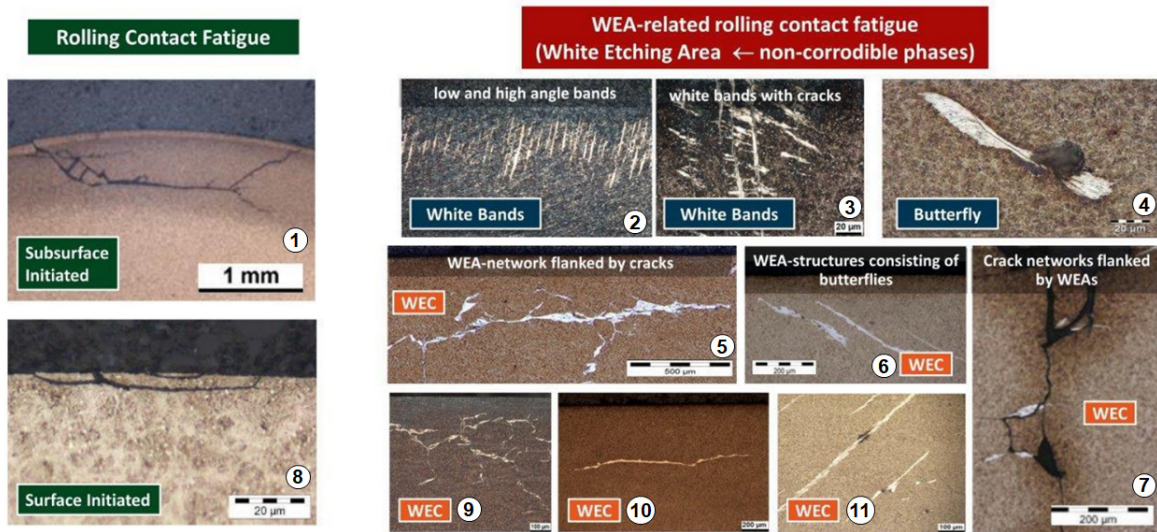 Rolling Contact Fatigue
WEA-related rolling contact fatigue
(White Etching Area ← non-corrodible phases)
Subsurface
Initiated
1
1 mm
low and high angle bands
White Bands
2
white bands with cracks
White Bands
3
20 µm
Butterfly
4
20 µm
WEA-network flanked by cracks
WEC
5
500 µm
WEA-structures consisting of
butterflies
200 µm
6
WEC
Crack networks flanked
by WEAs
WEC
7
200 µm
Surface Initiated
8
20 µm
WEC
9
100 µm
WEC
10
200 µm
WEC
11
100 µm